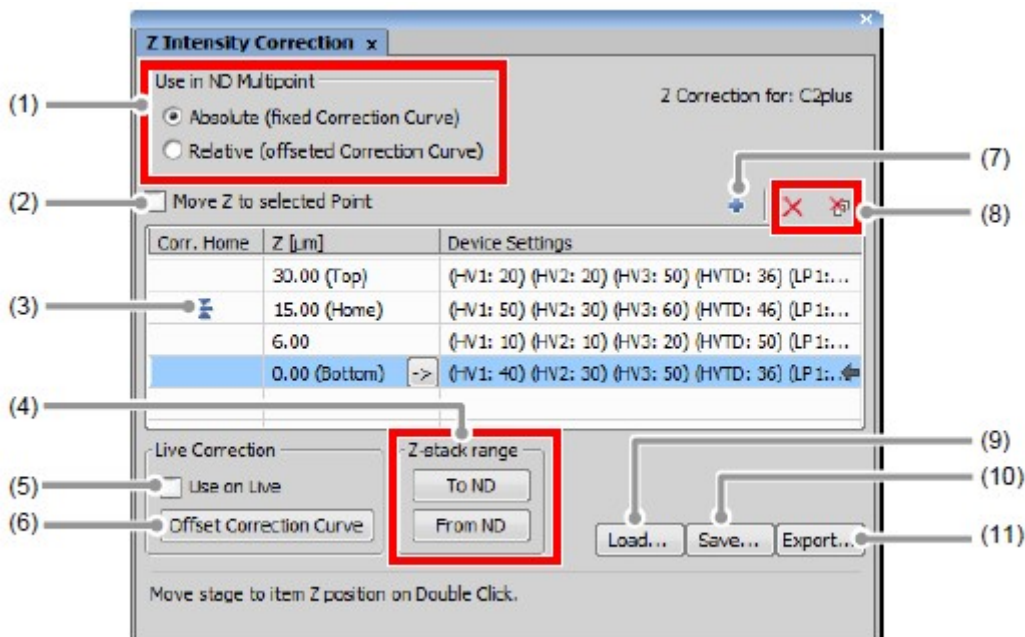 Z Intensity Correction x
Use in ND Multipoint
(1)
Absolute (fixed Correction Curve)
Z Correction for: C2plus
Relative (offseted Correction Curve)
(7)
(2)
Move Z to selected Point
(8)
Corr. Home Z [µm] Device Settings
30.00 (Top) (HV1: 20) (HV2: 20) (HV3: 50) (HVTD: 36) (LP1:...
(3)
15.00 (Home) (HV1: 50) (HV2: 30) (HV3: 60) (HVTD: 46) (LP1:...
6.00 (HV1: 10) (HV2: 10) (HV3: 20) (HVTD: 50) (LP1:...
0.00 (Bottom) -> (HV1: 40) (HV2: 30) (HV3: 50) (HVTD: 36) (LP1:...
(4)
Live Correction Z-stack range
(9)
(5)
Use on Live To ND
(10)
(6)
Offset Correction Curve From ND
Load... Save... Export...
(11)
Move stage to item Z position on Double Click.